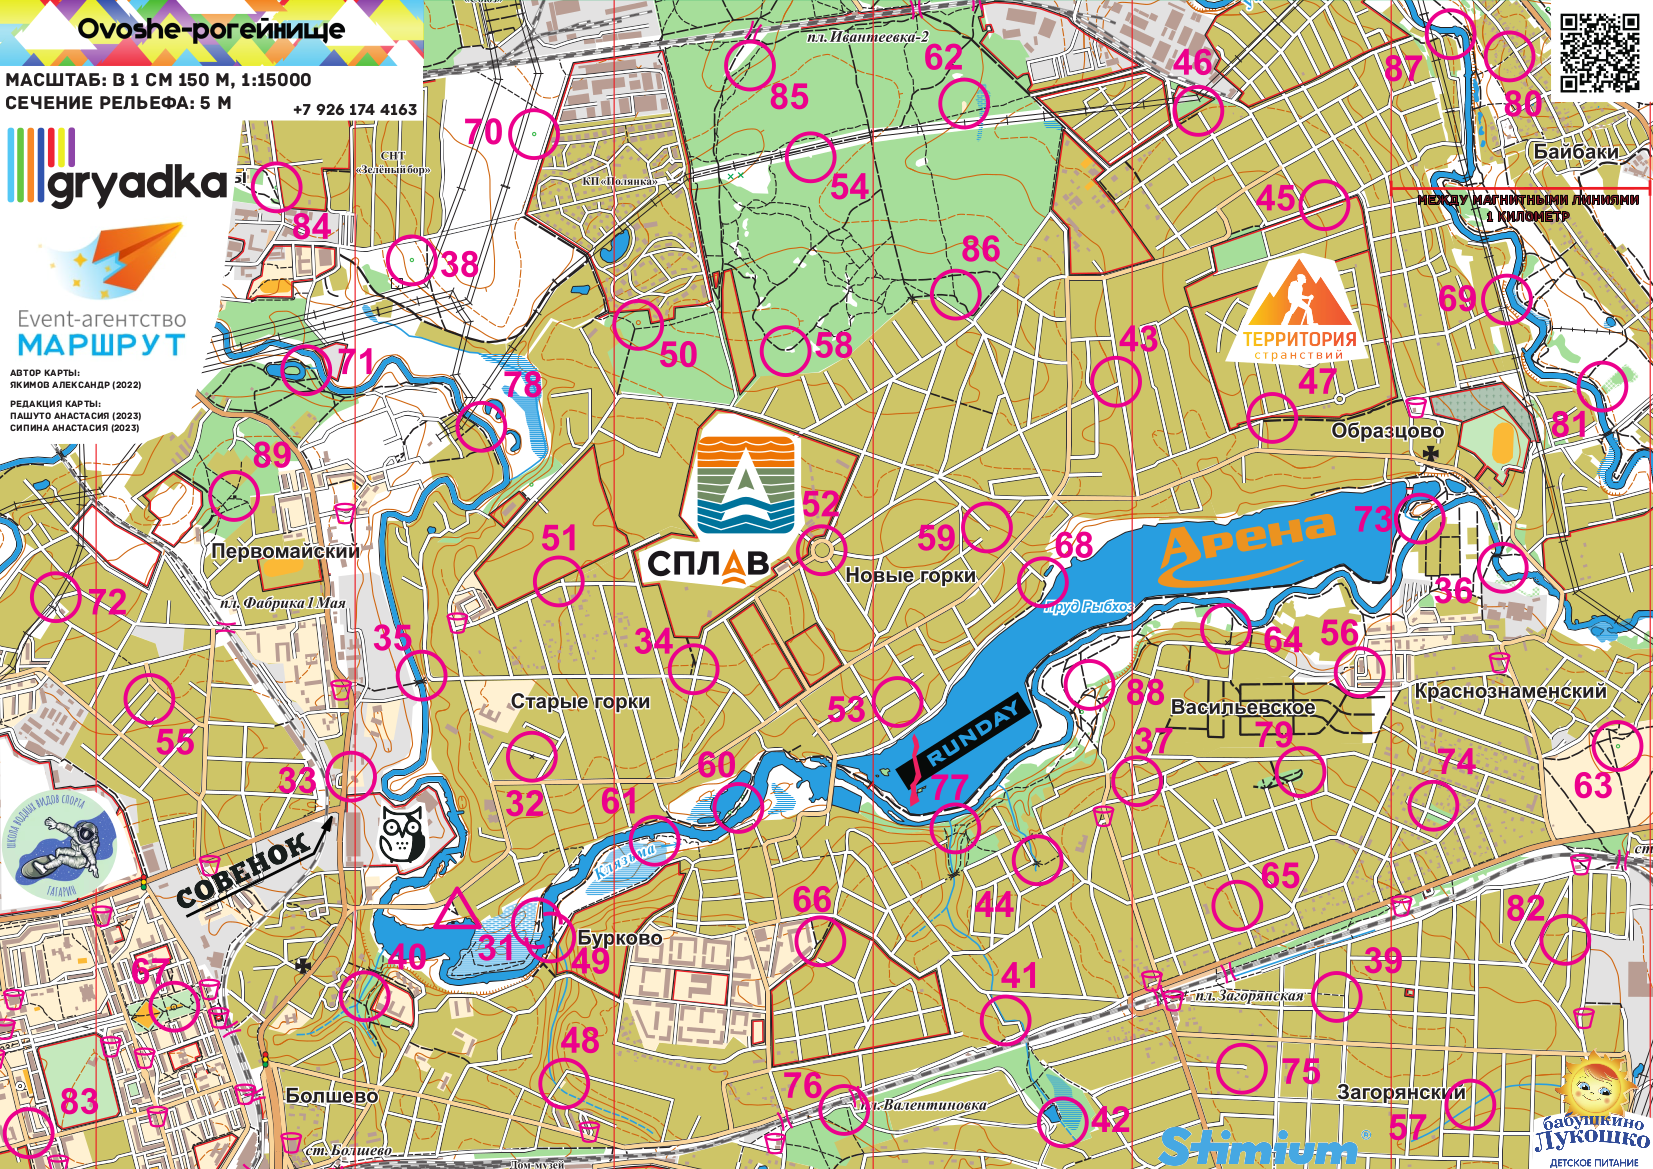 Ovoshe-рогейнище
МАСШТАБ: В 1 СМ 150 М, 1:15000
СЕЧЕНИЕ РЕЛЬЕФА: 5 М
+7 926 174 4163
gryadka
Event-агентство
МАРШРУТ
АВТОР КАРТЫ:
ЯКИМОВ АЛЕКСАНДР (2022)
РЕДАКЦИЯ КАРТЫ:
ПАШУТО АНАСТАСИЯ (2023)
СИПИНА АНАСТАСИЯ (2023)
пл. Ивантеевка-2
62
46
87
80
85
70
СНТ
«Зелёный бор»
КП «Полянка»
54
Байбаки
МЕЖДУ МАГНИТНЫМИ ЛИНИЯМИ
1 КИЛОМЕТР
45
84
38
86
69
ТЕРРИТОРИЯ
странствий
71
50
58
43
47
78
81
Образцово
89
52
73
51
59
68
Арена
СПЛАВ
Первомайский
Новые горки
36
72
пл. Фабрика 1 Мая
Пруд Рыбхоз
35
34
64
56
88
Старые горки
53
Васильевское
Краснознаменский
RUNDAY
55
33
32
60
61
77
37
79
74
63
ШКОЛА ВОДНЫХ ВИДОВ СПОРТА
ТАТАРИЧ
СОВЕНОК
Клязьма
ст.
65
66
44
82
31
Бурково
49
40
67
41
39
пл. Загорянская
48
76
75
83
Болшево
пл. Валентиновка
42
Загорянский
57
ст. Болшево
Дом-музей
Stimium®
бабушкино
Лукошко
ДЕТСКОЕ ПИТАНИЕ